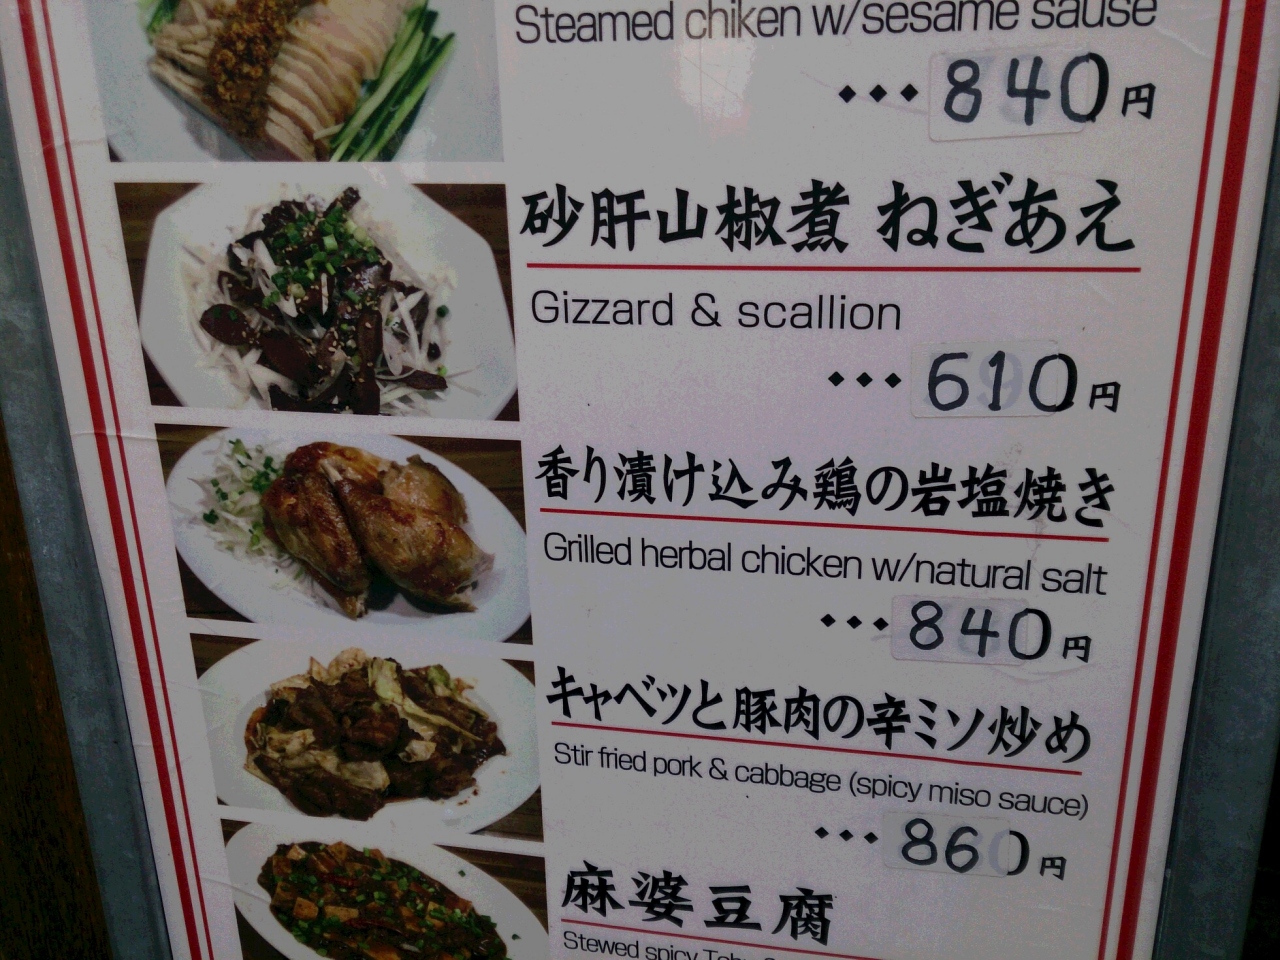 Steamed chiken w/sesame sause
・・・840円
砂肝山椒煮 ねぎあえ
Gizzard & scallion
・・・610円
香り漬け込み鶏の岩塩焼き
Grilled herbal chicken w/natural salt
・・・840円
キャベツと豚肉の辛ミソ炒め
Stir fried pork & cabbage (spicy miso sauce)
・・・860円
麻婆豆腐
Stewed spicy